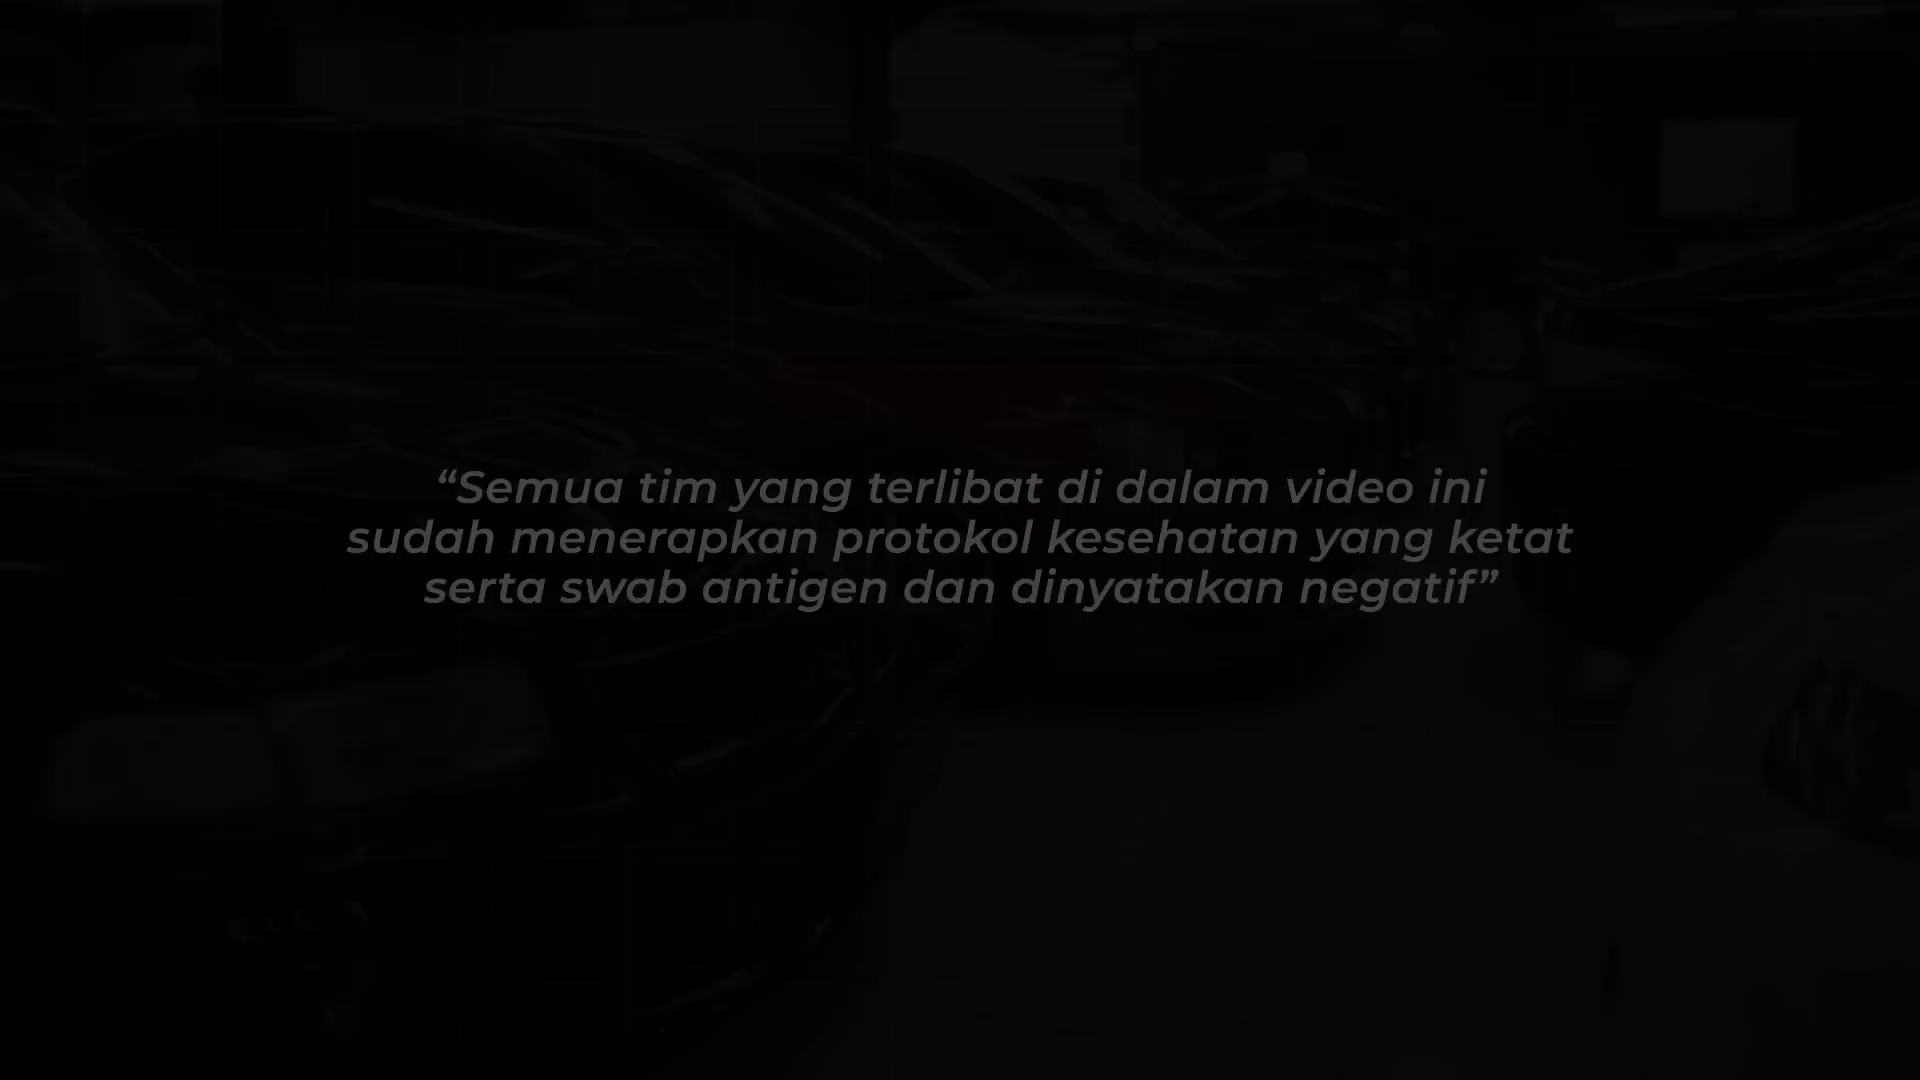 “Semua tim yang terlibat di dalam video ini
sudah menerapkan protokol kesehatan yang ketat
serta swab antigen dan dinyatakan negatif”